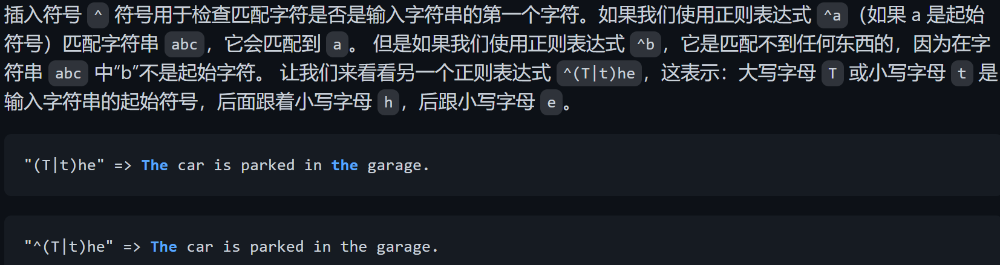 插入符号 ^ 符号用于检查匹配字符是否是输入字符串的第一个字符。如果我们使用正则表达式 ^a （如果 a 是起始
符号）匹配字符串 abc ，它会匹配到 a 。 但是如果我们使用正则表达式 ^b ，它是匹配不到任何东西的，因为在字
符串 abc 中“b”不是起始字符。 让我们来看看另一个正则表达式 ^(T|t)he ，这表示：大写字母 T 或小写字母 t 是
输入字符串的起始符号，后面跟着小写字母 h ，后跟小写字母 e 。
"(T|t)he" => The car is parked in the garage.
"^(T|t)he" => The car is parked in the garage.